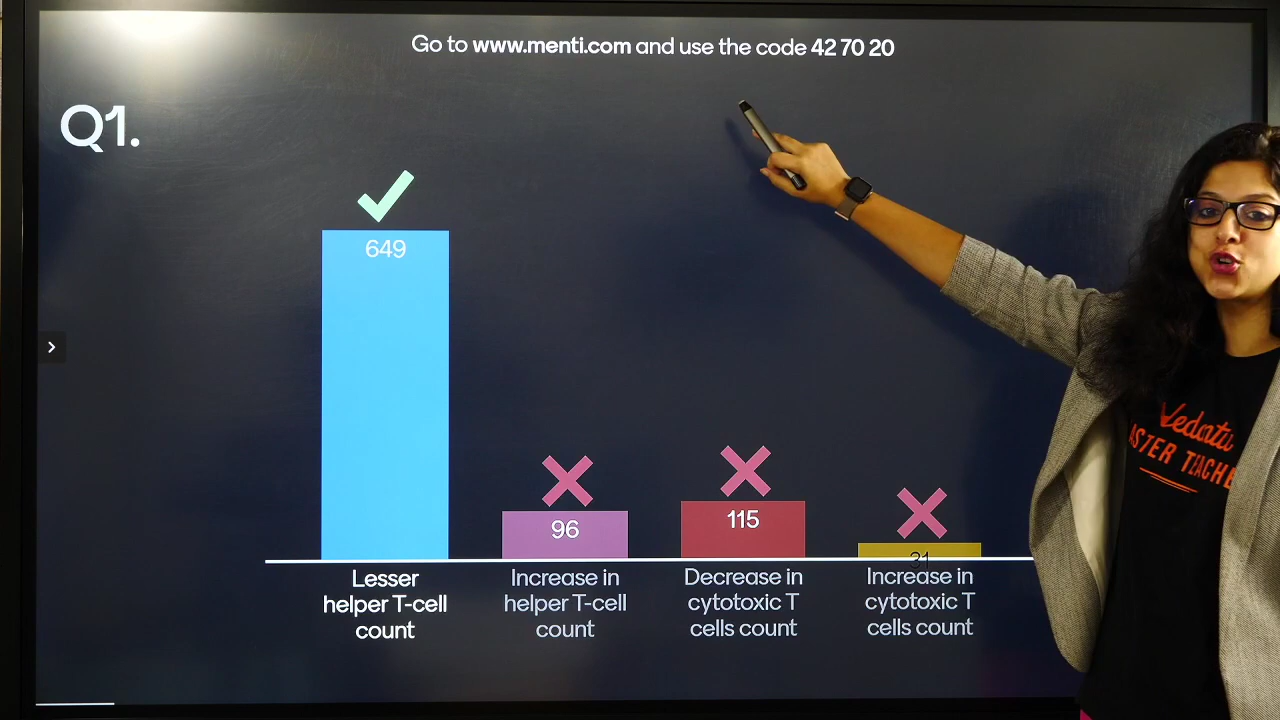 Go to www.menti.com and use the code 42 70 20
Q1.
649
96
115
31
Lesser
helper T-cell
count
Increase in
helper T-cell
count
Decrease in
cytotoxic T
cells count
Increase in
cytotoxic T
cells count